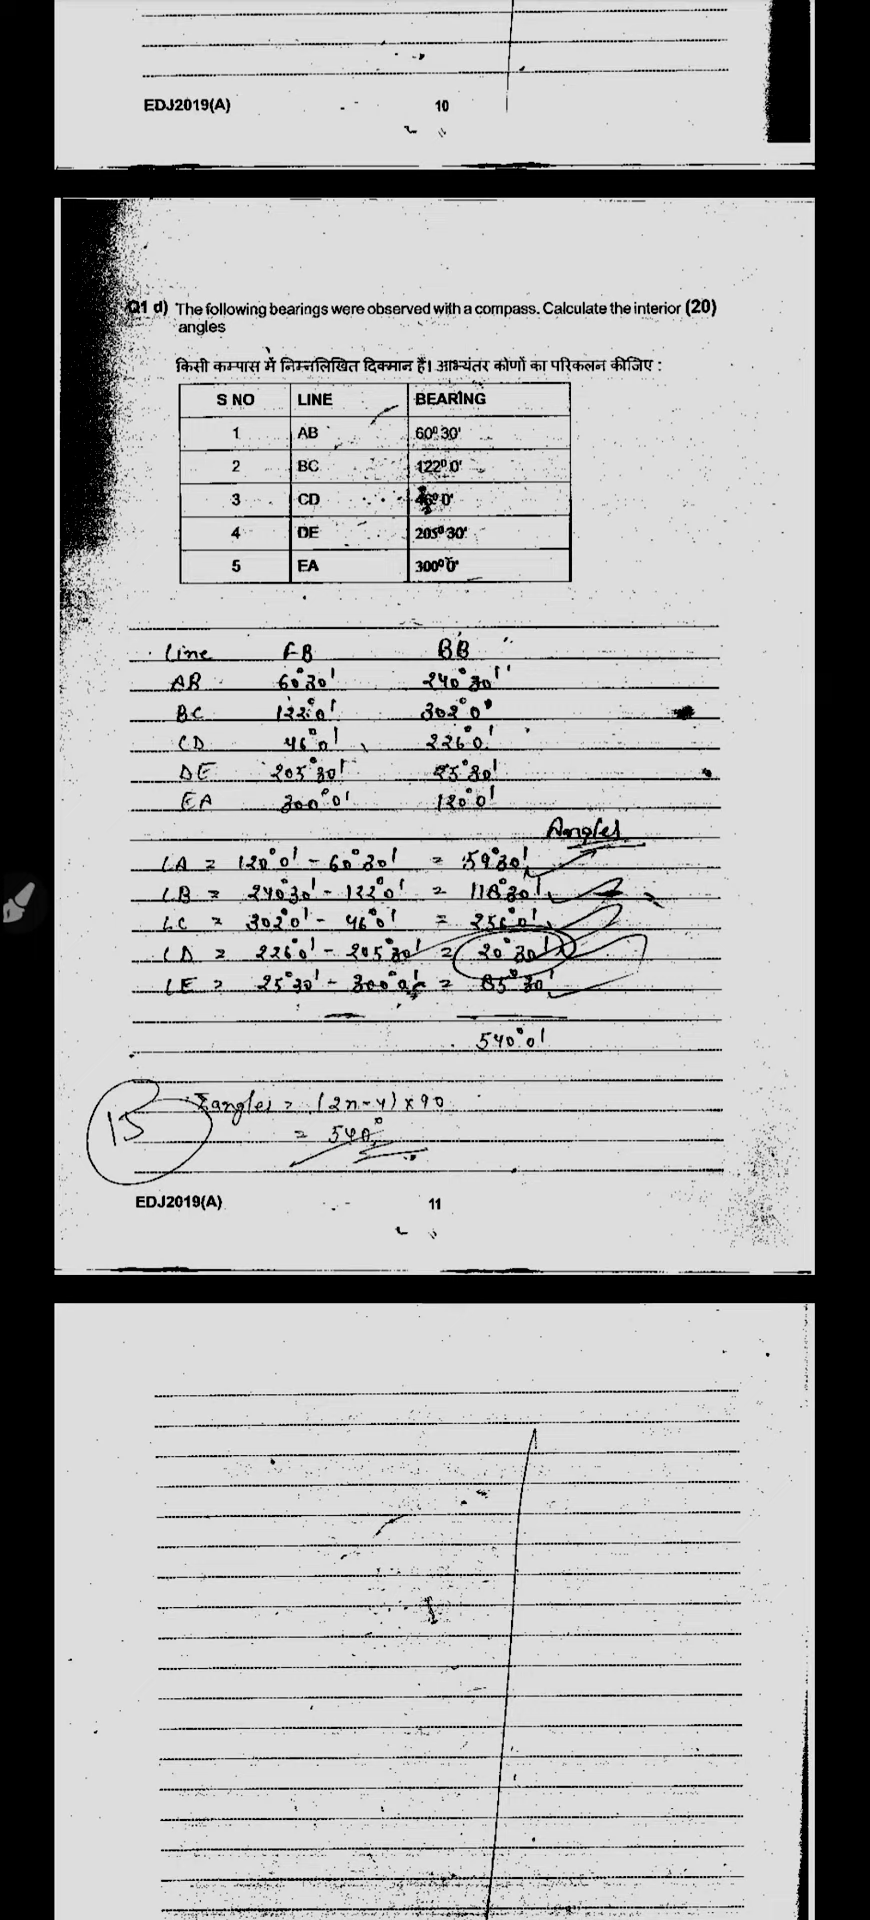 EDJ2019(A) 10
Q1 d) The following bearings were observed with a compass. Calculate the interior (20)
angles
किसी कम्पास में निम्नलिखित दिक्मान हैं। आभ्यंतर कोणों का परिकलन कीजिए :
S NO LINE BEARING
1 AB 60° 30'
2 BC 122° 0'
3 CD 46° 0'
4 DE 205° 30'
5 EA 300° 0'
Line FB BB
AB 60°30' 240°30'
BC 122°0' 302°0'
CD 46°0' 226°0'
DE 205°30' 25°30'
EA 300°0' 120°0'
Angles
∠A = 120°0' - 60°30' = 59°30'
∠B = 240°30' - 122°0' = 118°30'
∠C = 302°0' - 46°0' = 256°0'
∠D = 226°0' - 205°30' = 20°30'
∠E = 25°30' - 300°0' = 85°30'
540°0'
Σangles = (2n-4) x 90
= 540°
15
EDJ2019(A) 11